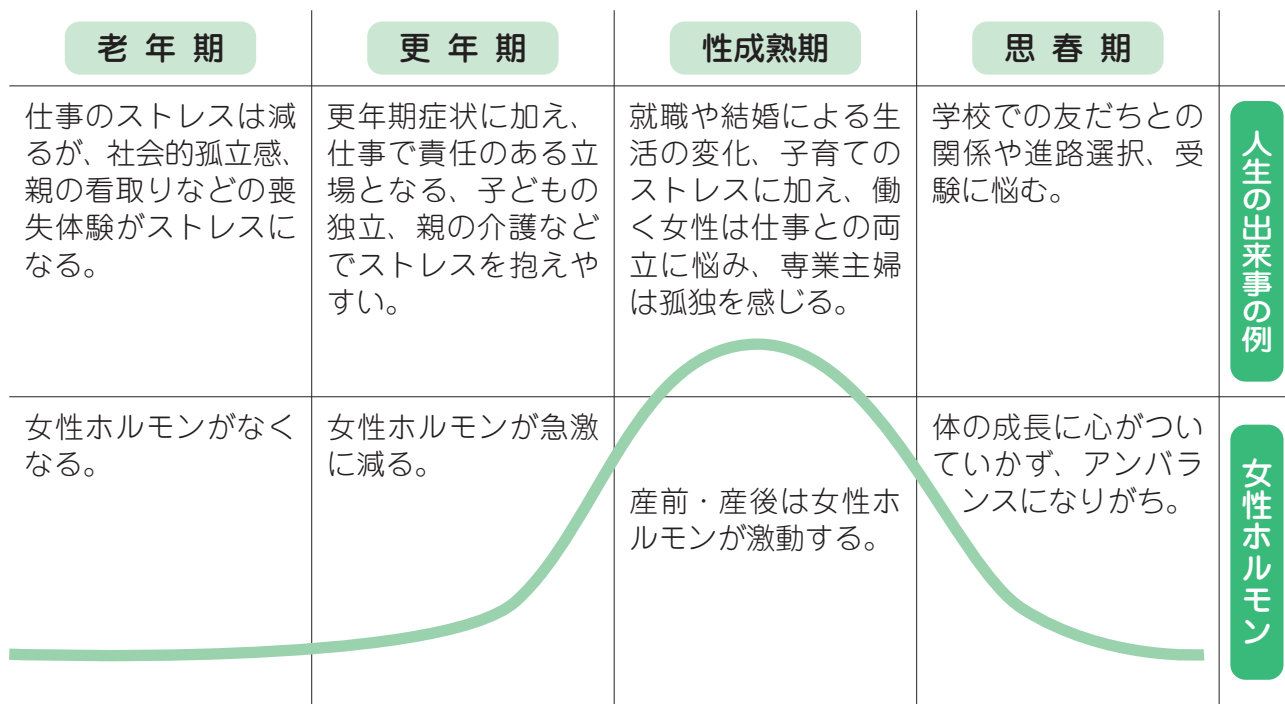 思春期
性成熟期
更年期
老年期
人生の出来事の例
学校での友だちとの
関係や進路選択、受
験に悩む。
就職や結婚による生
活の変化、子育ての
ストレスに加え、働
く女性は仕事との両
立に悩み、専業主婦
は孤独を感じる。
更年期症状に加え、
仕事で責任のある立
場となる、子どもの
独立、親の介護など
でストレスを抱えや
すい。
仕事のストレスは減
るが、社会的孤立感、
親の看取りなどの喪
失体験がストレスに
なる。
女性ホルモン
体の成長に心がつい
ていかず、アンバラ
ンスになりがち。
産前・産後は女性ホ
ルモンが激動する。
女性ホルモンが急激
に減る。
女性ホルモンがなく
なる。